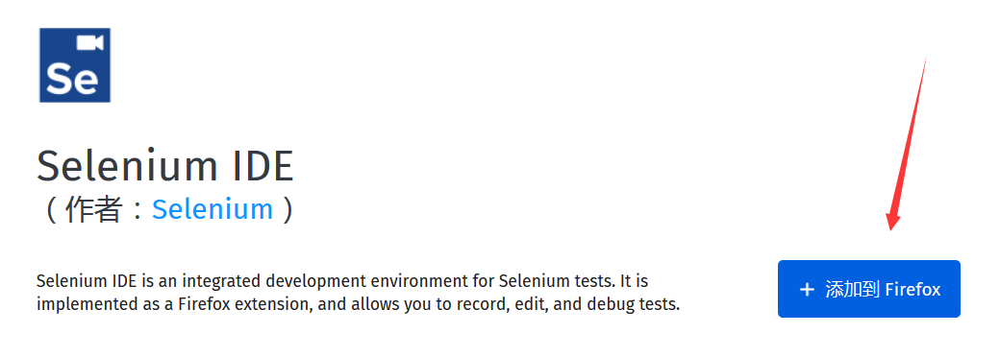 Se
Selenium IDE
（作者：Selenium）
Selenium IDE is an integrated development environment for Selenium tests. It is
implemented as a Firefox extension, and allows you to record, edit, and debug tests.
+ 添加到 Firefox